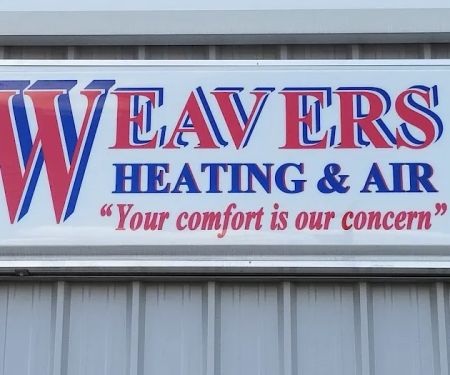 WEAVERS
HEATING & AIR
"Your comfort is our concern"